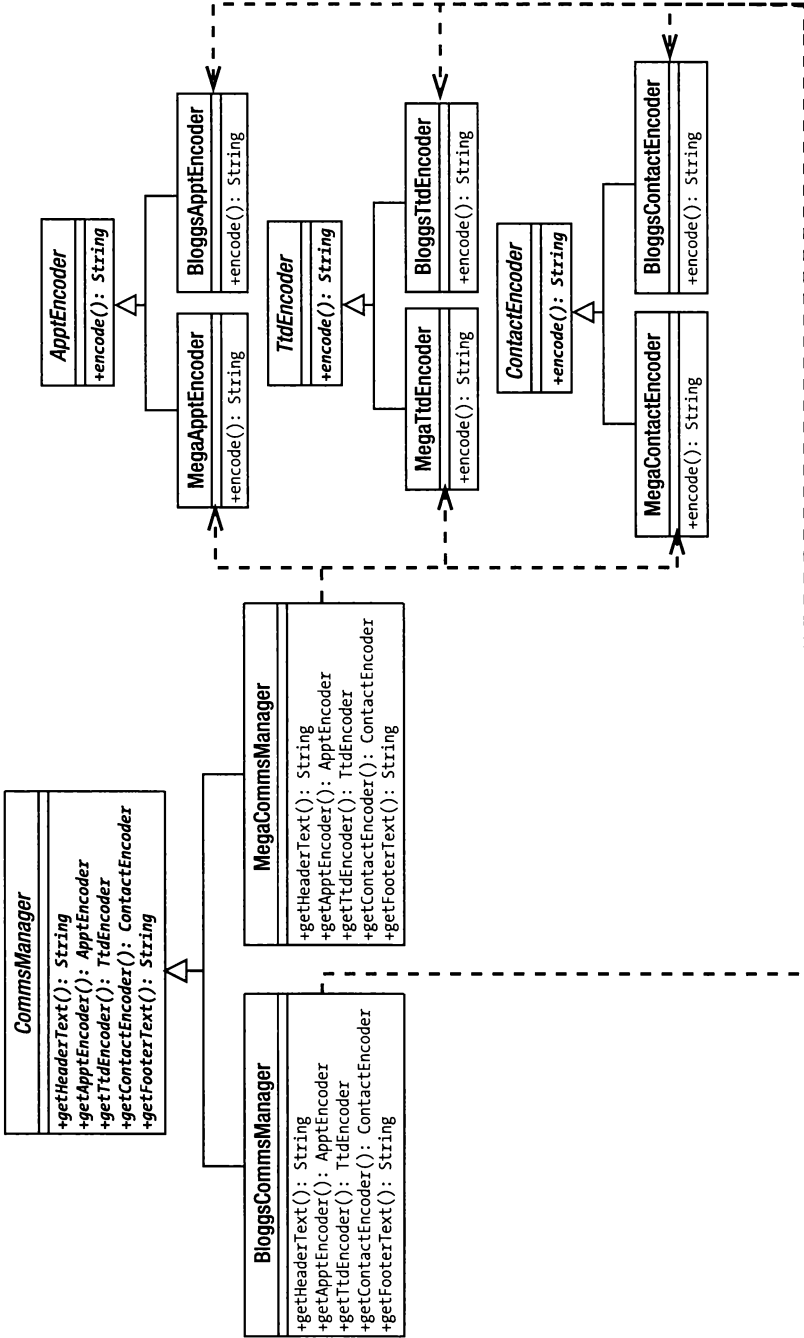 CommsManager
+getHeaderText(): String
+getApptEncoder(): ApptEncoder
+getTtdEncoder(): TtdEncoder
+getContactEncoder(): ContactEncoder
+getFooterText(): String
BloggsCommsManager
+getHeaderText(): String
+getApptEncoder(): ApptEncoder
+getTtdEncoder(): TtdEncoder
+getContactEncoder(): ContactEncoder
+getFooterText(): String
MegaCommsManager
+getHeaderText(): String
+getApptEncoder(): ApptEncoder
+getTtdEncoder(): TtdEncoder
+getContactEncoder(): ContactEncoder
+getFooterText(): String
ApptEncoder
+encode(): String
MegaApptEncoder
+encode(): String
BloggsApptEncoder
+encode(): String
TtdEncoder
+encode(): String
MegaTtdEncoder
+encode(): String
BloggsTtdEncoder
+encode(): String
ContactEncoder
+encode(): String
MegaContactEncoder
+encode(): String
BloggsContactEncoder
+encode(): String